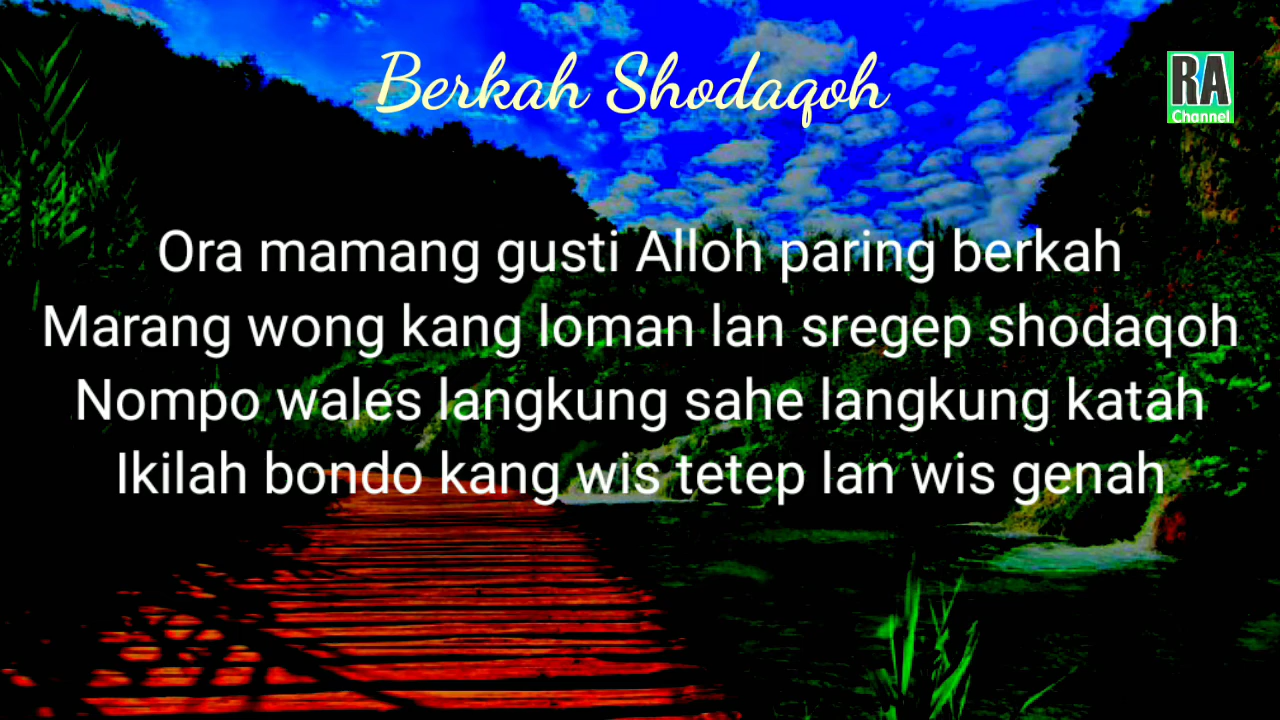 Berkah Shodaqoh
RA
Channel
Ora mamang gusti Alloh paring berkah
Marang wong kang loman lan sregep shodaqoh
Nompo wales langkung sahe langkung katah
Ikilah bondo kang wis tetep lan wis genah